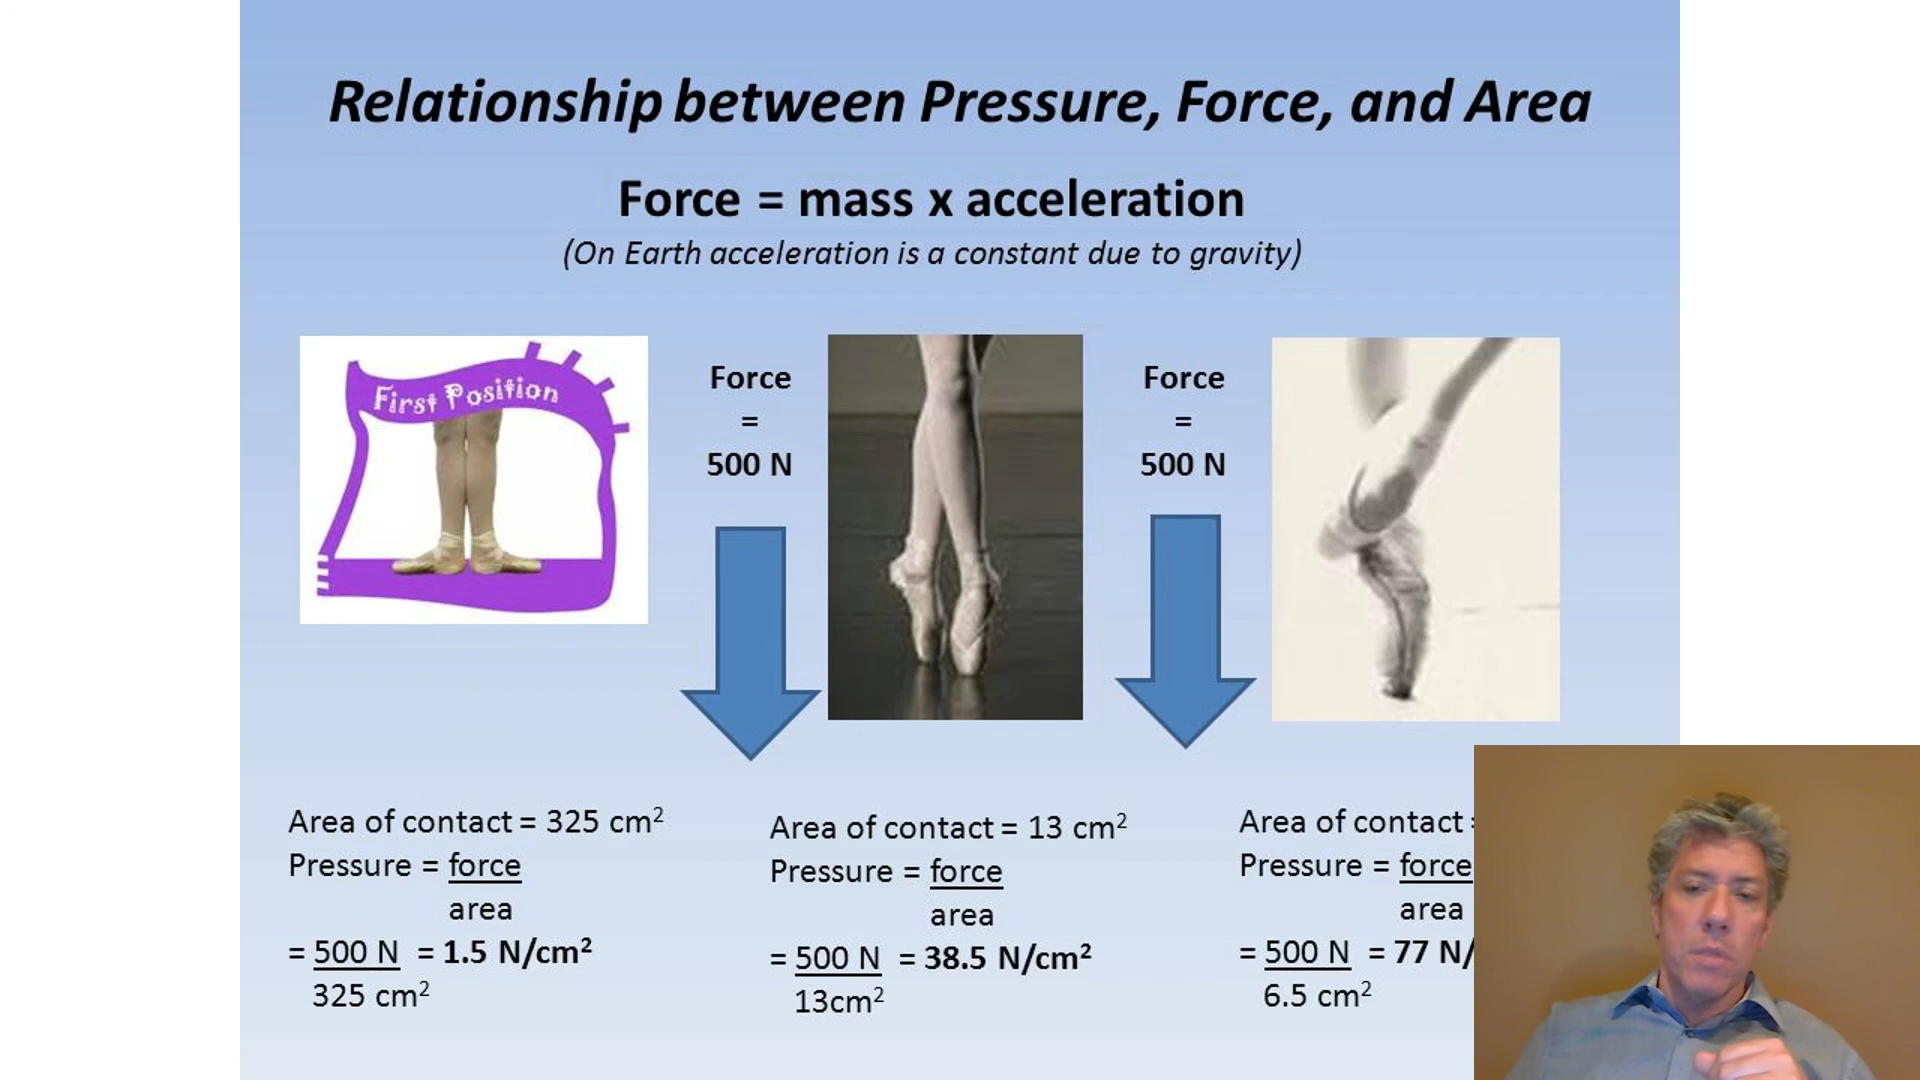 Relationship between Pressure, Force, and Area
Force = mass x acceleration
(On Earth acceleration is a constant due to gravity)
First Position
Force
=
500 N
Force
=
500 N
Area of contact = 325 cm²
Pressure = force
area
= 500 N = 1.5 N/cm²
325 cm²
Area of contact = 13 cm²
Pressure = force
area
= 500 N = 38.5 N/cm²
13cm²
Area of contact
Pressure = force
area
= 500 N = 77 N/
6.5 cm²